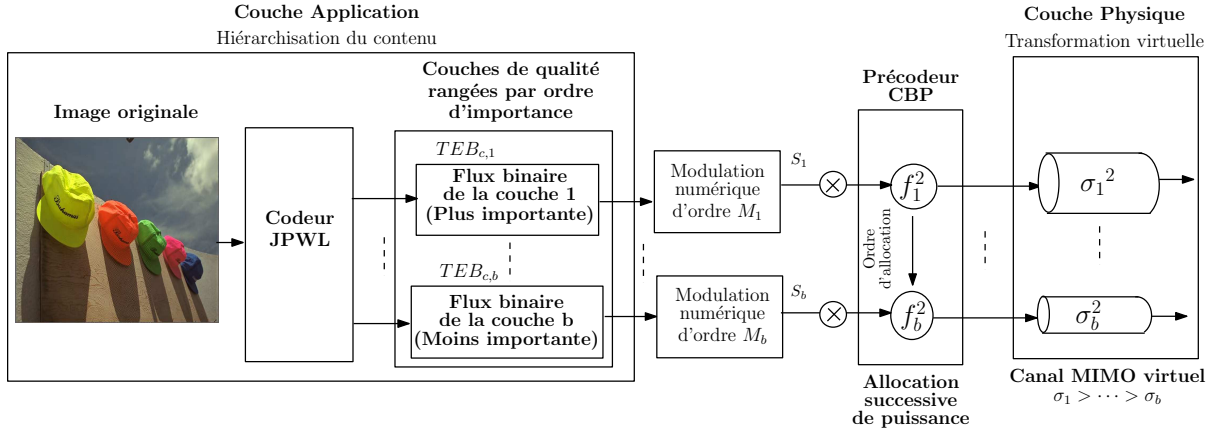 Couche Application
Hiérarchisation du contenu
Image originale
Codeur
JPWL
Couches de qualité
rangées par ordre
d'importance
TEB_{c,1}
Flux binaire
de la couche 1
(Plus importante)
TEB_{c,b}
Flux binaire
de la couche b
(Moins importante)
Modulation
numérique
d'ordre M_1
S_1
Modulation
numérique
d'ordre M_b
S_b
Précodeur
CBP
f_1^2
Ordre
d'allocation
f_b^2
Allocation
successive
de puissance
Couche Physique
Transformation virtuelle
σ_1^2
σ_b^2
Canal MIMO virtuel
σ_1 > ⋯ > σ_b